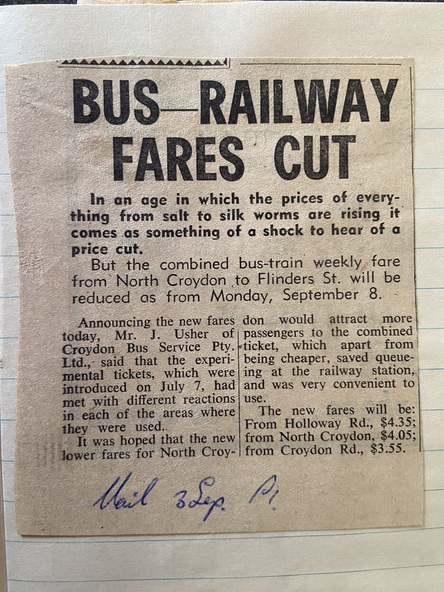 BUS—RAILWAY
FARES CUT
In an age in which the prices of every-
thing from salt to silk worms are rising it
comes as something of a shock to hear of a
price cut.
But the combined bus-train weekly fare
from North Croydon to Flinders St. will be
reduced as from Monday, September 8.
Announcing the new fares
today, Mr. J. Usher of
Croydon Bus Service Pty.
Ltd., said that the experi-
mental tickets, which were
introduced on July 7, had
met with different reactions
in each of the areas where
they were used.
It was hoped that the new
lower fares for North Croy-
don would attract more
passengers to the combined
ticket, which apart from
being cheaper, saved queue-
ing at the railway station,
and was very convenient to
use.
The new fares will be:
From Holloway Rd., $4.35;
from North Croydon, $4.05;
from Croydon Rd., $3.55.
Mail 3 Sep. P1.